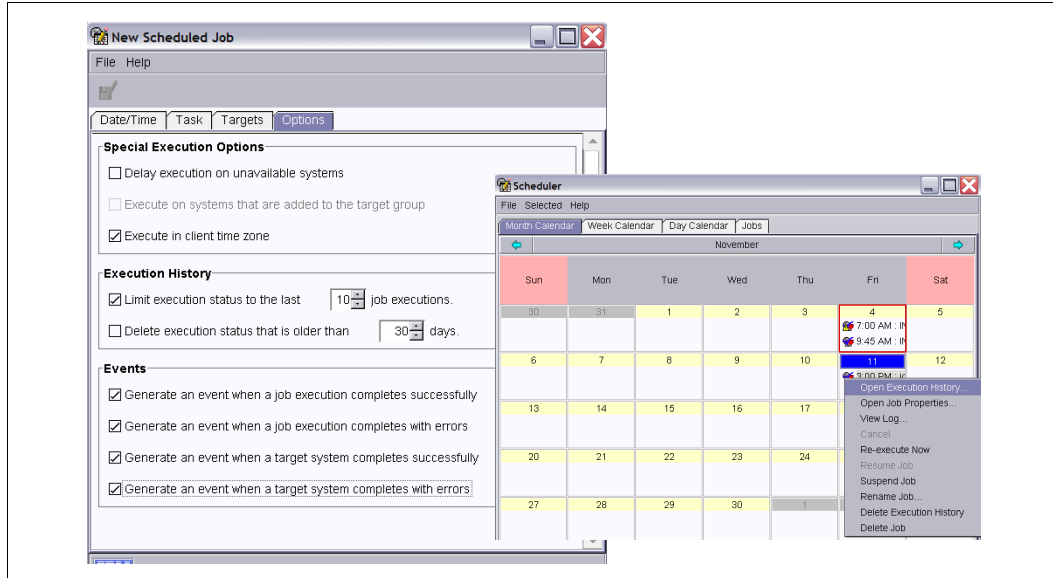 New Scheduled Job
File Help
Date/Time Task Targets Options
Special Execution Options
Delay execution on unavailable systems
Execute on systems that are added to the target group
Execute in client time zone
Execution History
Limit execution status to the last 10 job executions.
Delete execution status that is older than 30 days.
Events
Generate an event when a job execution completes successfully
Generate an event when a job execution completes with errors
Generate an event when a target system completes successfully
Generate an event when a target system completes with errors
Scheduler
File Selected Help
Month Calendar Week Calendar Day Calendar Jobs
November
Sun Mon Tue Wed Thu Fri Sat
30 31 1 2 3 4 5
7:00 AM :
9:45 AM :
6 7 8 9 10 11 12
3:00 PM :
13 14 15 16 17
20 21 22 23 24
27 28 29 30 1
Open Execution History...
Open Job Properties...
View Log...
Cancel
Re-execute Now
Resume Job
Suspend Job
Rename Job...
Delete Execution History
Delete Job